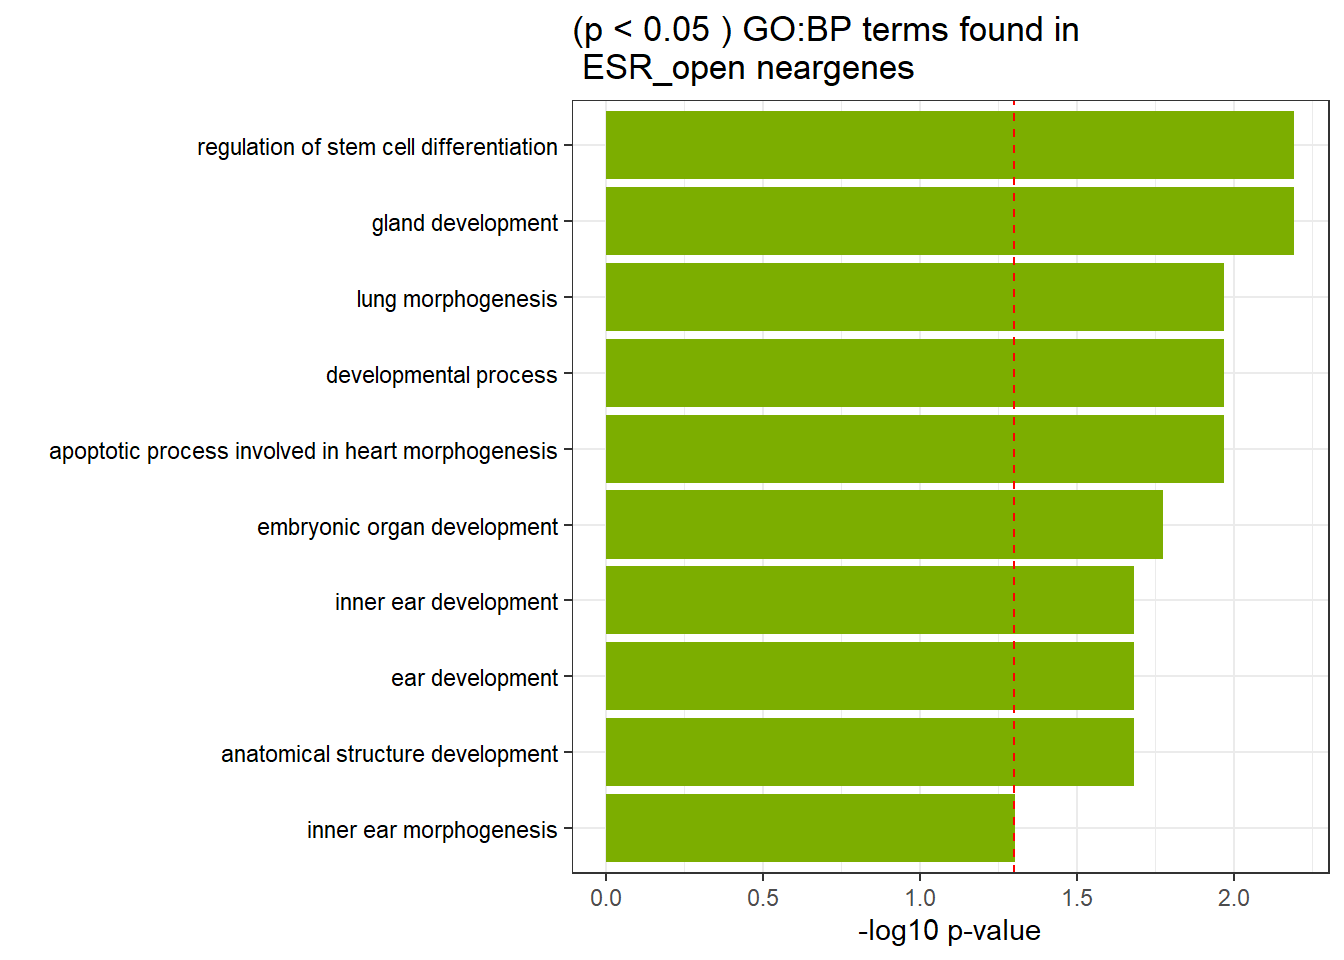 (p < 0.05 ) GO:BP terms found in
ESR_open neargenes
regulation of stem cell differentiation
gland development
lung morphogenesis
developmental process
apoptotic process involved in heart morphogenesis
embryonic organ development
inner ear development
ear development
anatomical structure development
inner ear morphogenesis
0.0 0.5 1.0 1.5 2.0
-log10 p-value